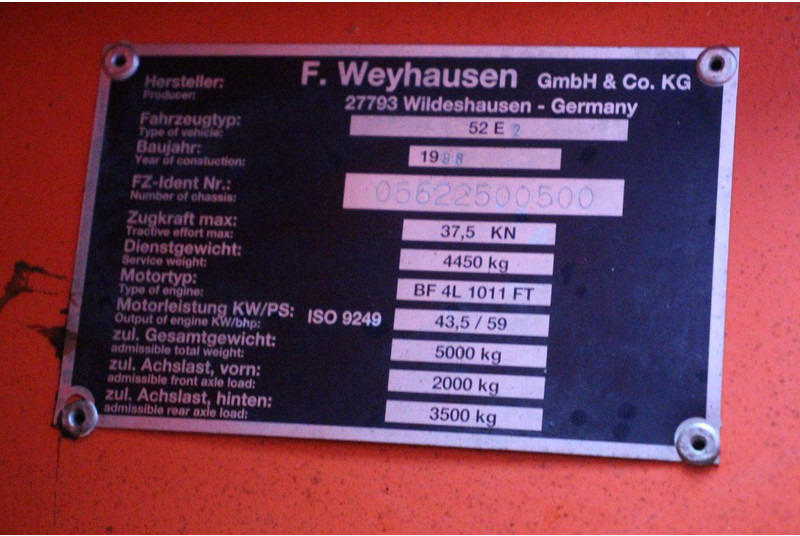 Hersteller: F. Weyhausen GmbH & Co. KG
Producer: 27793 Wildeshausen - Germany
Fahrzeugtyp: 52 E 2
Type of vehicle:
Baujahr: 19
Year of constuction:
FZ-Ident Nr.: 05622500500
Number of chassis:
Zugkraft max: 37,5 KN
Tractive effort max:
Dienstgewicht: 4450 kg
Service weight:
Motortyp: BF 4L 1011 FT
Type of engine:
Motorleistung KW/PS: ISO 9249 43,5 / 59
Output of engine KW/bhp:
zul. Gesamtgewicht: 5000 kg
admissible total weight:
zul. Achslast, vorn: 2000 kg
admissible front axle load:
zul. Achslast, hinten: 3500 kg
admissible rear axle load: